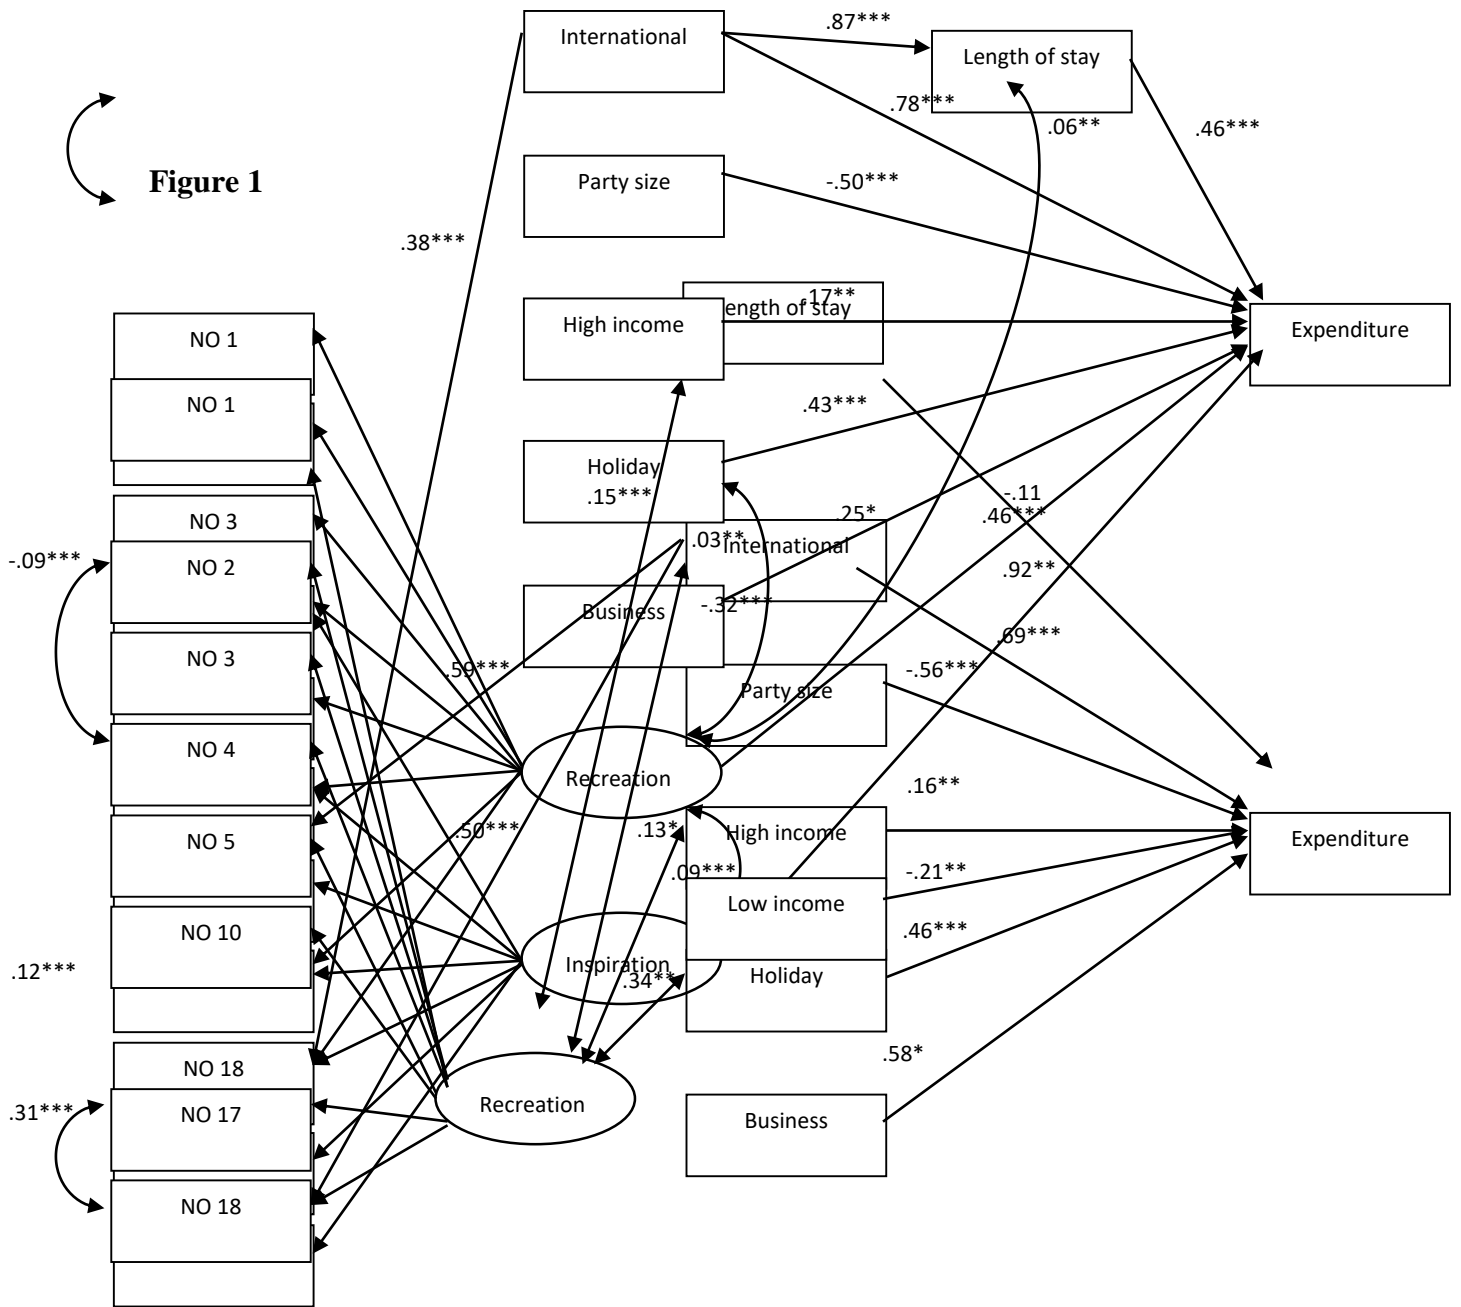 .87***
International
Length of stay
.78***
.06**
.46***
Figure 1
Party size
-.50***
.38***
.17**
High income
ength of stay
Expenditure
NO 1
NO 1
.43***
Holiday
.15***
-.11
.25*
.46***
NO 3
.03**
International
-.09***
NO 2
.92**
Business
-.32***
.69***
NO 3
.59***
-.56***
Party size
NO 4
Recreation
.16**
NO 5
.50***
.13*
High income
Expenditure
.09***
-.21**
Low income
NO 10
.46***
.12***
Inspiration
.34**
Holiday
.58*
NO 18
Recreation
.31***
NO 17
Business
NO 18